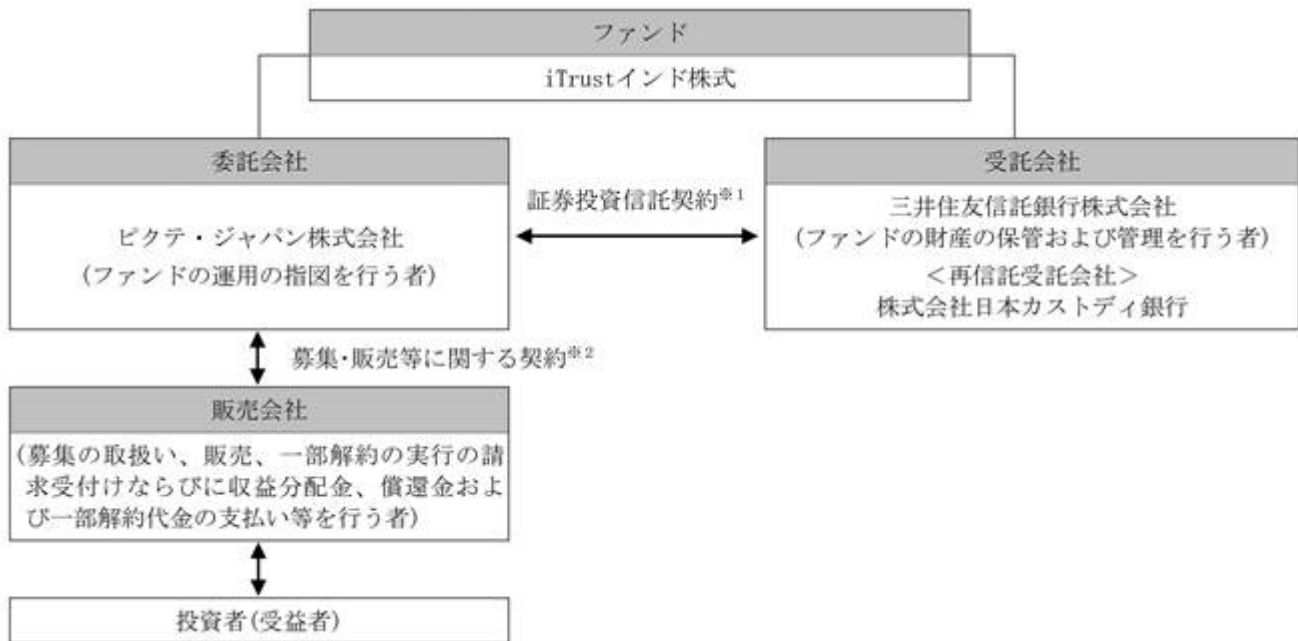 ファンド
iTrustインド株式
委託会社
ピクテ・ジャパン株式会社
(ファンドの運用の指図を行う者)
証券投資信託契約※1
受託会社
三井住友信託銀行株式会社
(ファンドの財産の保管および管理を行う者)
<再信託受託会社>
株式会社日本カストディ銀行
募集・販売等に関する契約※2
販売会社
(募集の取扱い、販売、一部解約の実行の請
求受付けならびに収益分配金、償還金およ
び一部解約代金の支払い等を行う者)
投資者(受益者)